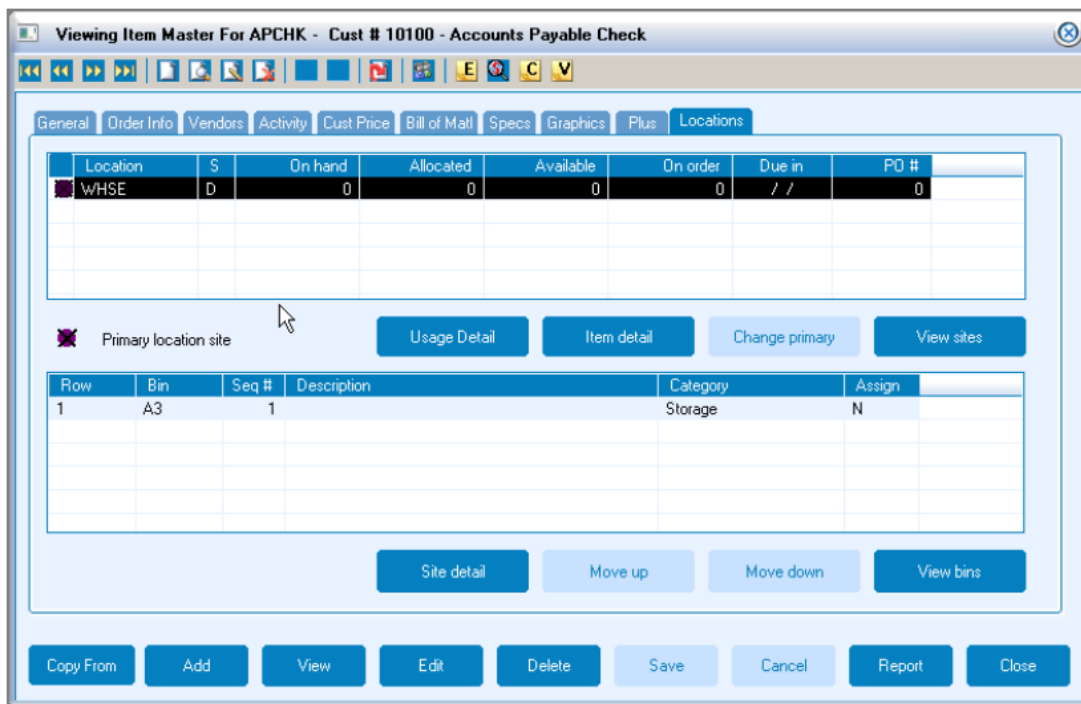 Viewing Item Master For APCHK - Cust # 10100 - Accounts Payable Check
E C V
General Order Info Vendors Activity Cust Price Bill of Matl Specs Graphics Plus Locations
Location S On hand Allocated Available On order Due in PO #
WHSE D 0 0 0 0 / / 0
Primary location site Usage Detail Item detail Change primary View sites
Row Bin Seq # Description Category Assign
1 A3 1 Storage N
Site detail Move up Move down View bins
Copy From Add View Edit Delete Save Cancel Report Close